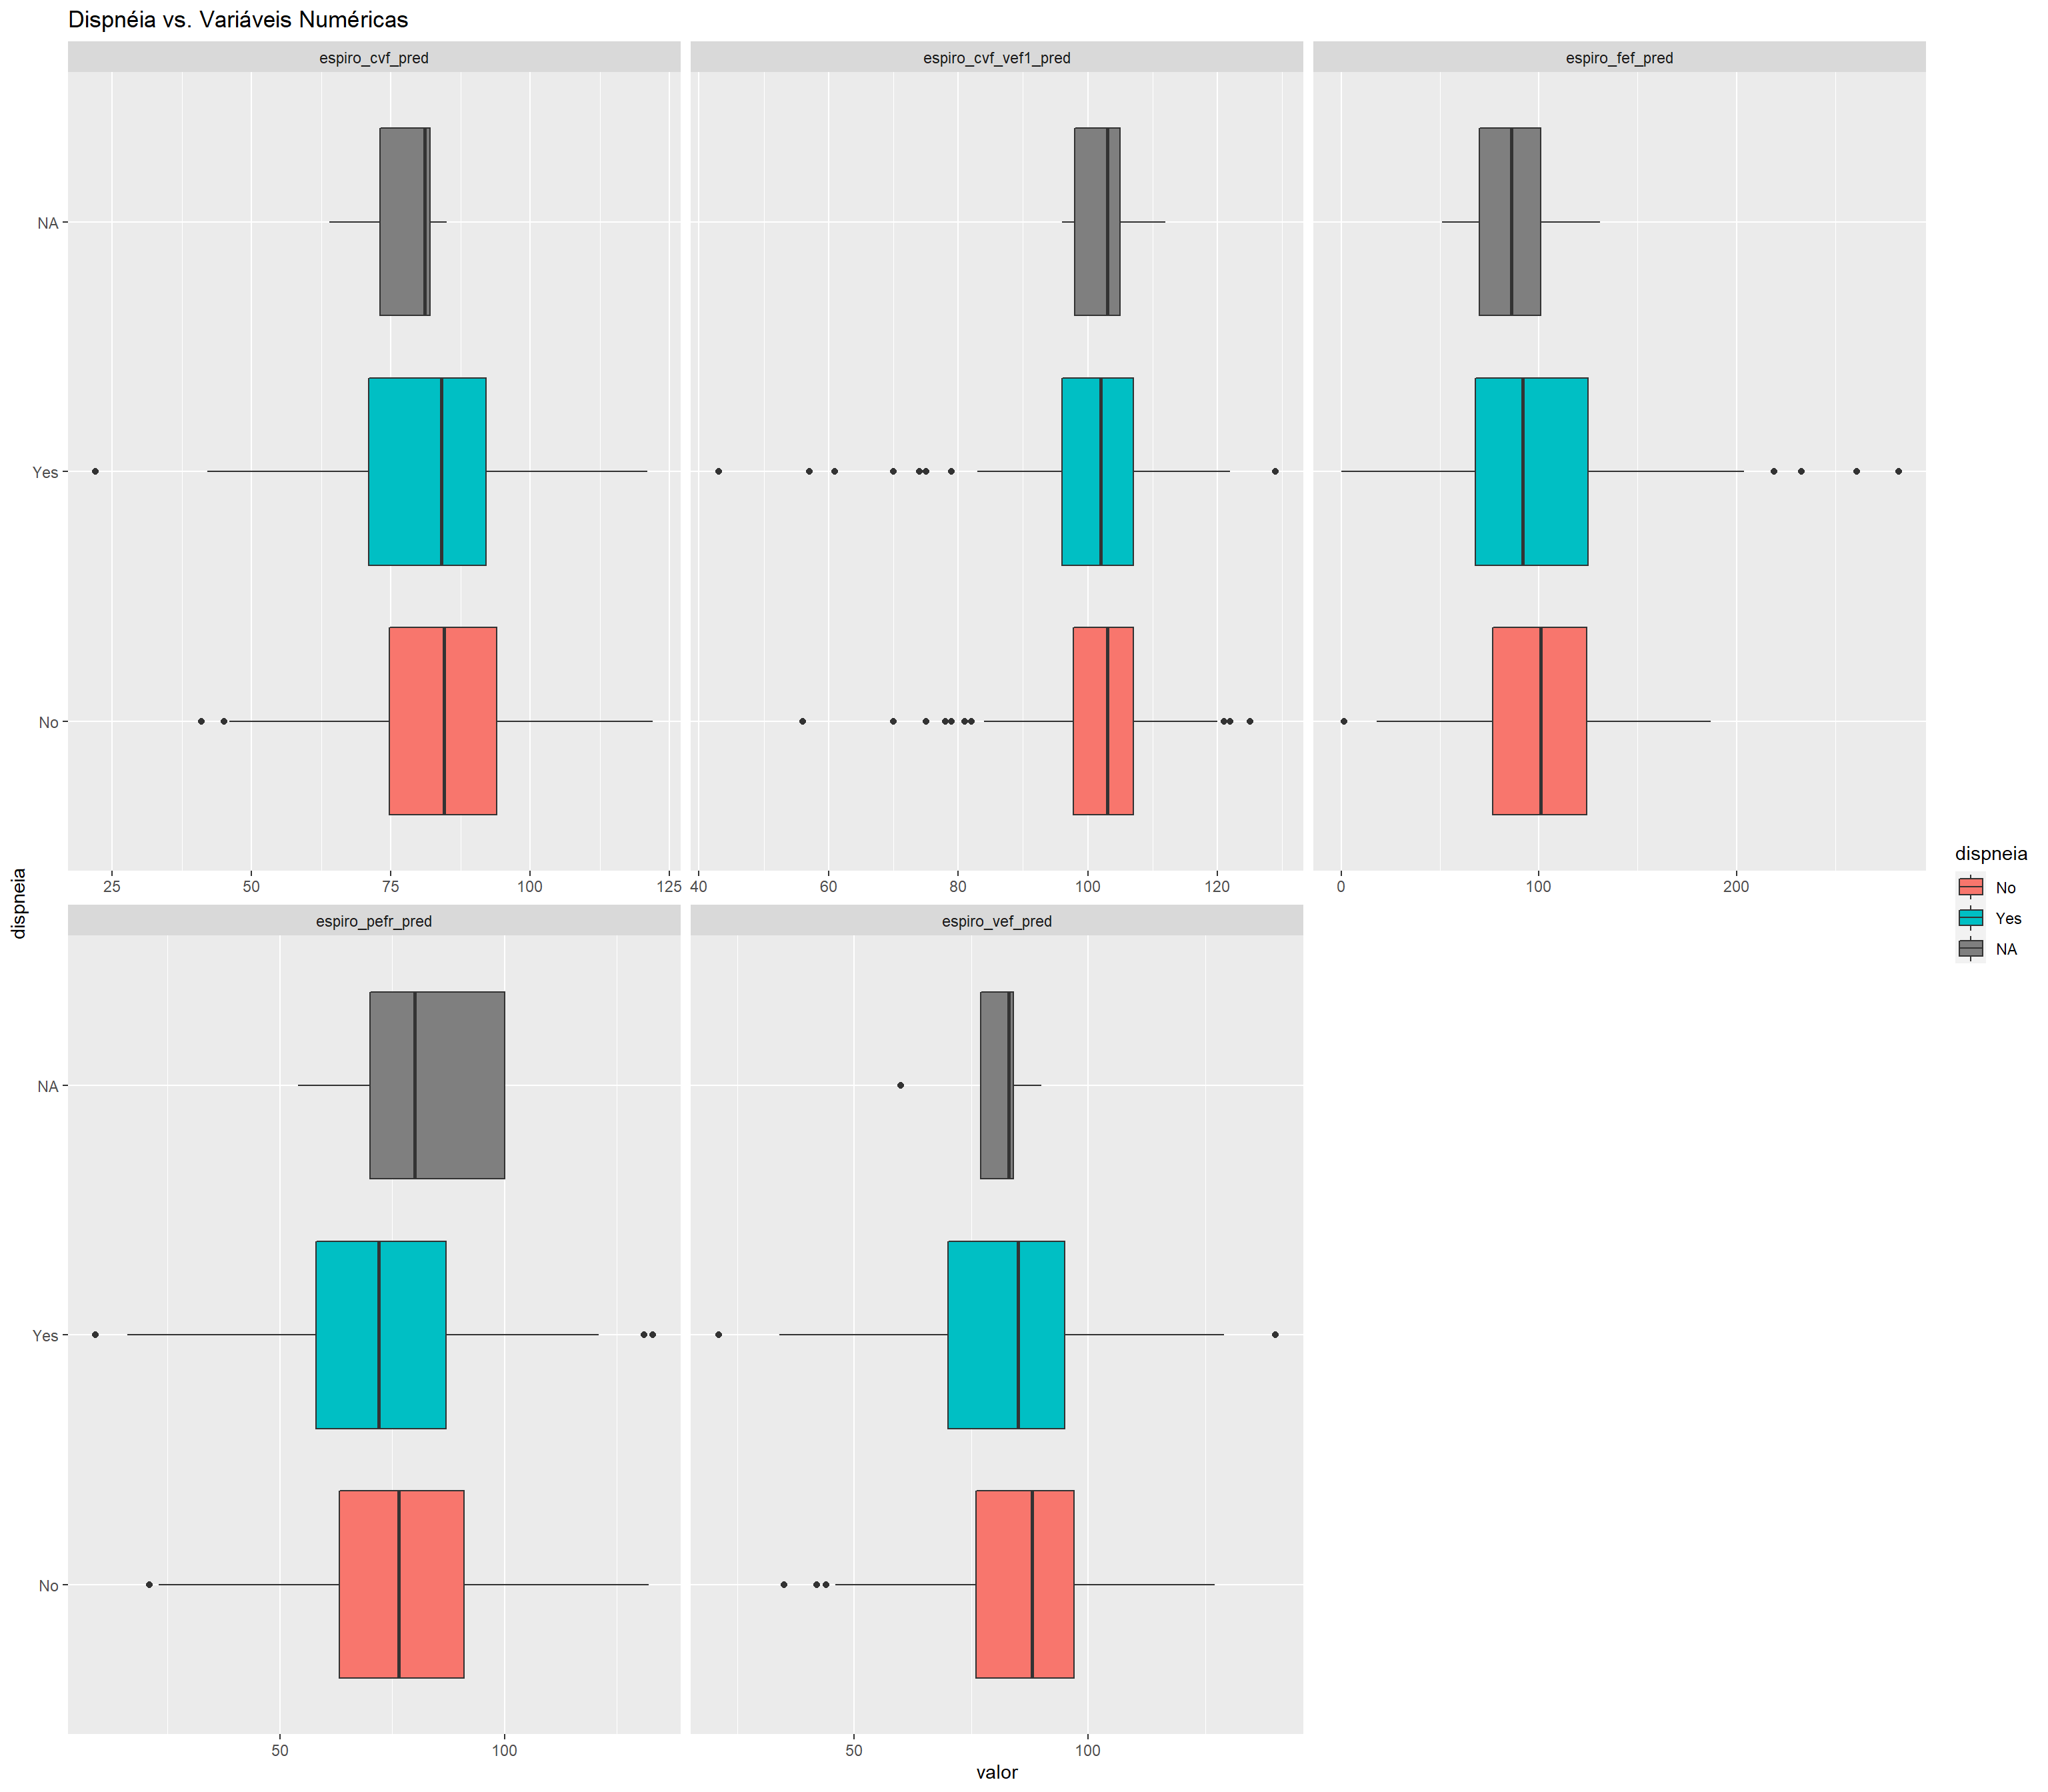 Dispnéia vs. Variáveis Numéricas
espiro_cvf_pred
espiro_cvf_vef1_pred
espiro_fef_pred
NA
Yes
No
25 50 75 100 125
40 60 80 100 120
0 100 200
dispneia
espiro_pefr_pred
espiro_vef_pred
NA
Yes
No
50 100
50 100
valor
dispneia
No
Yes
NA